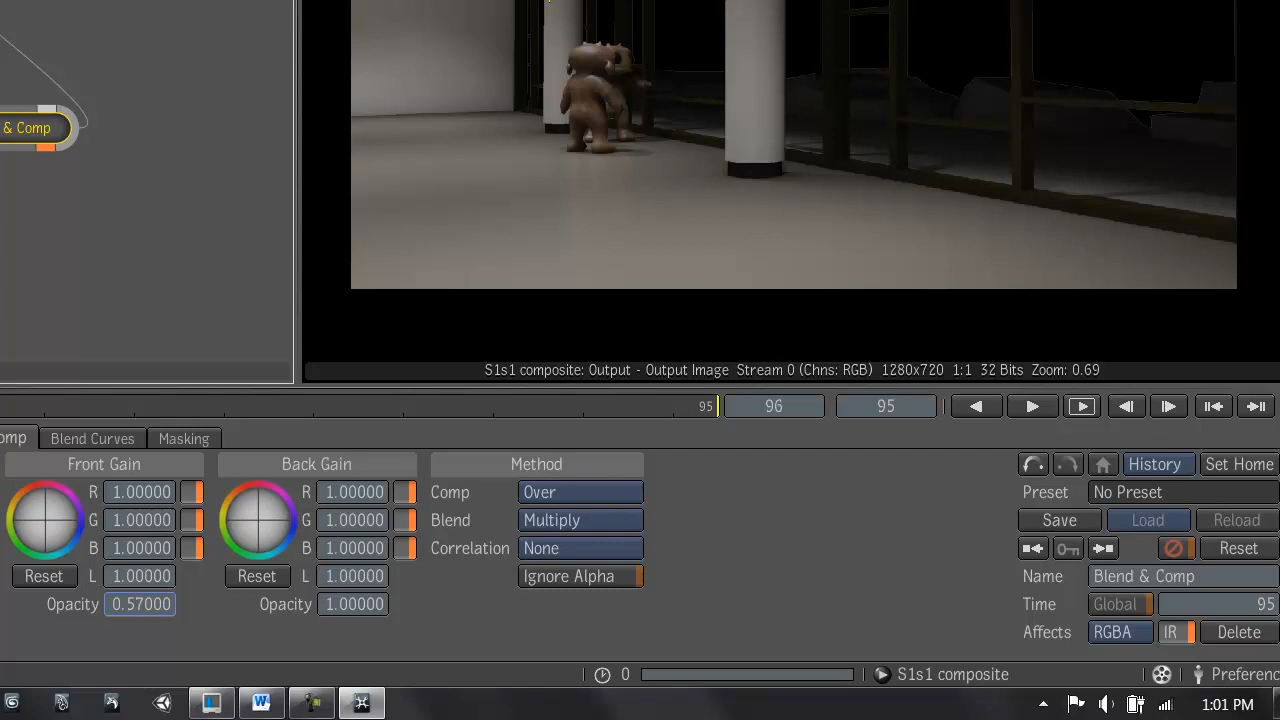 & Comp
S1s1 composite: Output - Output Image Stream 0 (Chns: RGB) 1280x720 1:1 32 Bits Zoom: 0.69
95 96 95
omp Blend Curves Masking
Front Gain Back Gain Method History Set Home
R 1.00000 R 1.00000 Comp Over Preset No Preset
G 1.00000 G 1.00000 Blend Multiply Save Load Reload
B 1.00000 B 1.00000 Correlation None Reset
Reset L 1.00000 Reset L 1.00000 Ignore Alpha Name Blend & Comp
Opacity 0.57000 Opacity 1.00000 Time Global 95
Affects RGBA IR Delete
0 S1s1 composite Preferenc
W 1:01 PM